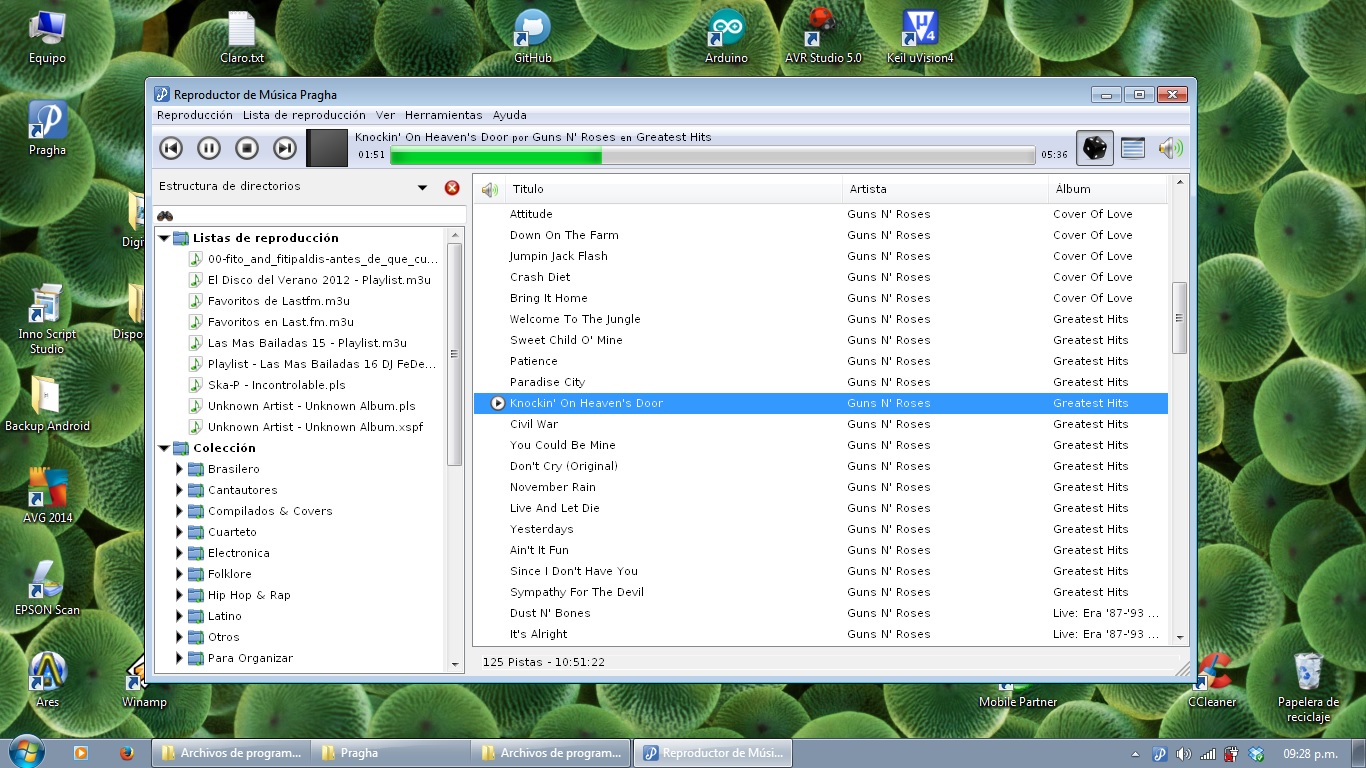 Equipo
Claro.txt
GitHub
Arduino
AVR Studio 5.0
Keil uVision4
Pragha
Digi
Inno Script Studio
Dispo
Backup Android
AVG 2014
EPSON Scan
Ares
Winamp
Mobile Partner
CCleaner
Papelera de reciclaje
Reproductor de Música Pragha
Reproducción Lista de reproducción Ver Herramientas Ayuda
Knockin' On Heaven's Door por Guns N' Roses en Greatest Hits
01:51 05:36
Estructura de directorios
Listas de reproducción
00-fito_and_fitipaldis-antes_de_que_cu...
El Disco del Verano 2012 - Playlist.m3u
Favoritos de Lastfm.m3u
Favoritos en Last.fm.m3u
Las Mas Bailadas 15 - Playlist.m3u
Playlist - Las Mas Bailadas 16 DJ FeDe...
Ska-P - Incontrolable.pls
Unknown Artist - Unknown Album.pls
Unknown Artist - Unknown Album.xspf
Colección
Brasilero
Cantautores
Compilados & Covers
Cuarteto
Electronica
Folklore
Hip Hop & Rap
Latino
Otros
Para Organizar
Titulo Artista Álbum
Attitude Guns N' Roses Cover Of Love
Down On The Farm Guns N' Roses Cover Of Love
Jumpin Jack Flash Guns N' Roses Cover Of Love
Crash Diet Guns N' Roses Cover Of Love
Bring It Home Guns N' Roses Cover Of Love
Welcome To The Jungle Guns N' Roses Greatest Hits
Sweet Child O' Mine Guns N' Roses Greatest Hits
Patience Guns N' Roses Greatest Hits
Paradise City Guns N' Roses Greatest Hits
Knockin' On Heaven's Door Guns N' Roses Greatest Hits
Civil War Guns N' Roses Greatest Hits
You Could Be Mine Guns N' Roses Greatest Hits
Don't Cry (Original) Guns N' Roses Greatest Hits
November Rain Guns N' Roses Greatest Hits
Live And Let Die Guns N' Roses Greatest Hits
Yesterdays Guns N' Roses Greatest Hits
Ain't It Fun Guns N' Roses Greatest Hits
Since I Don't Have You Guns N' Roses Greatest Hits
Sympathy For The Devil Guns N' Roses Greatest Hits
Dust N' Bones Guns N' Roses Live: Era '87-'93 ...
It's Alright Guns N' Roses Live: Era '87-'93 ...
125 Pistas - 10:51:22
Archivos de program...
Pragha
Archivos de program...
Reproductor de Músi...
09:28 p.m.